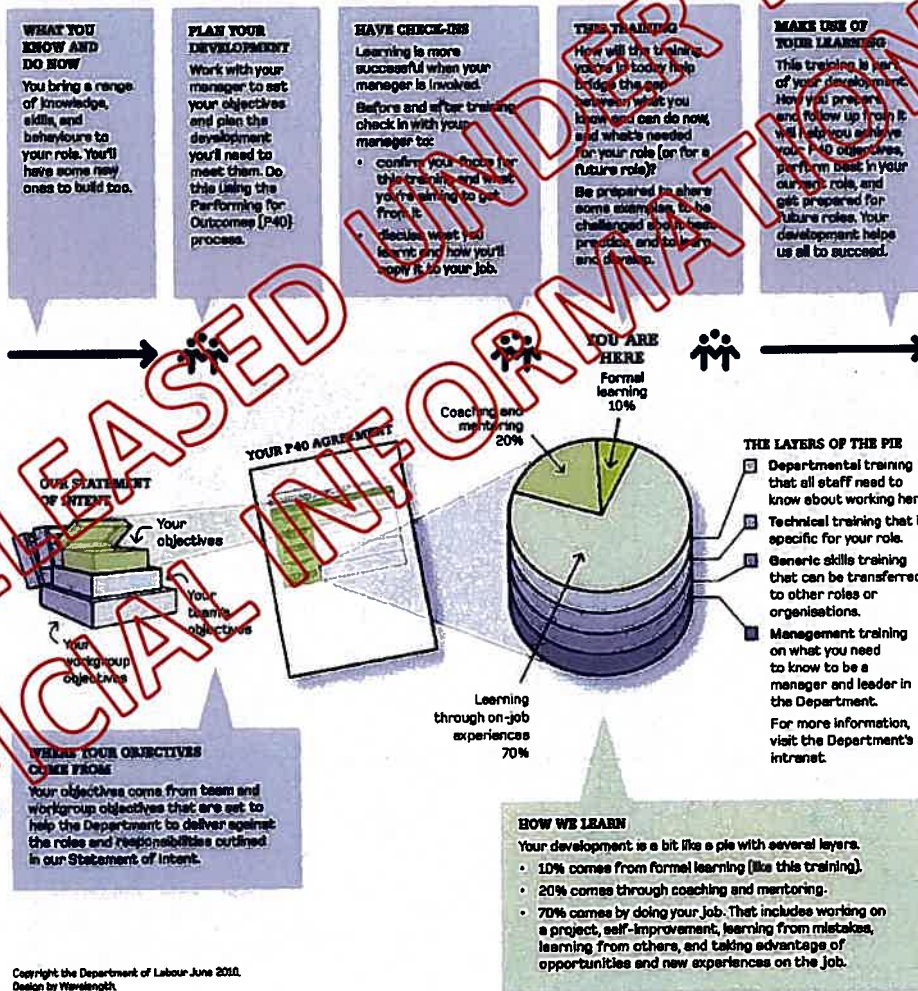 WHAT YOU
KNOW AND
DO NOW
You bring a range
of knowledge,
skills, and
behaviours to
your role. You'll
have some new
ones to build too.
PLAN YOUR
DEVELOPMENT
Work with your
manager to set
your objectives
and plan the
development
you'll need to
meet them. Do
this using the
Performing for
Outcomes (P4O)
process.
HAVE CHECK-INS
Learning is more
successful when your
manager is involved.
Before and after training
check in with your
manager to:
• confirm your focus for
this training and what
you're aiming to get
from it
• discuss what you
learnt and how you'll
apply it to your job.
THIS TRAINING
How will the training
you're in today help
bridge the gap
between what you
know and can do now,
and what's needed
for your role (or for a
future role)?
Be prepared to share
some examples, to be
challenged about best
practice, and to learn
and develop.
MAKE USE OF
YOUR LEARNING
This training is part
of your development.
How you prepare
and follow up from it
will help you achieve
your P4O objectives,
perform best in your
current role, and
get prepared for
future roles. Your
development helps
us all to succeed.
YOU ARE
HERE
Formal
learning
10%
Coaching and
mentoring
20%
YOUR P4O AGREEMENT
OUR STATEMENT
OF INTENT
Your
objectives
Your
team's
objectives
Your
workgroup
objectives
Learning
through on-job
experiences
70%
THE LAYERS OF THE PIE
Departmental training
that all staff need to
know about working her
Technical training that i
specific for your role.
Generic skills training
that can be transferred
to other roles or
organisations.
Management training
on what you need
to know to be a
manager and leader in
the Department.
For more information,
visit the Department's
intranet.
WHERE YOUR OBJECTIVES
COME FROM
Your objectives come from team and
workgroup objectives that are set to
help the Department to deliver against
the roles and responsibilities outlined
in our Statement of Intent.
HOW WE LEARN
Your development is a bit like a pie with several layers.
• 10% comes from formal learning (like this training).
• 20% comes through coaching and mentoring.
• 70% comes by doing your job. That includes working on
a project, self-improvement, learning from mistakes,
learning from others, and taking advantage of
opportunities and new experiences on the job.
Copyright the Department of Labour June 2010.
Design by Wavelength.
LEASED UNDER
CIAL INFORMATION